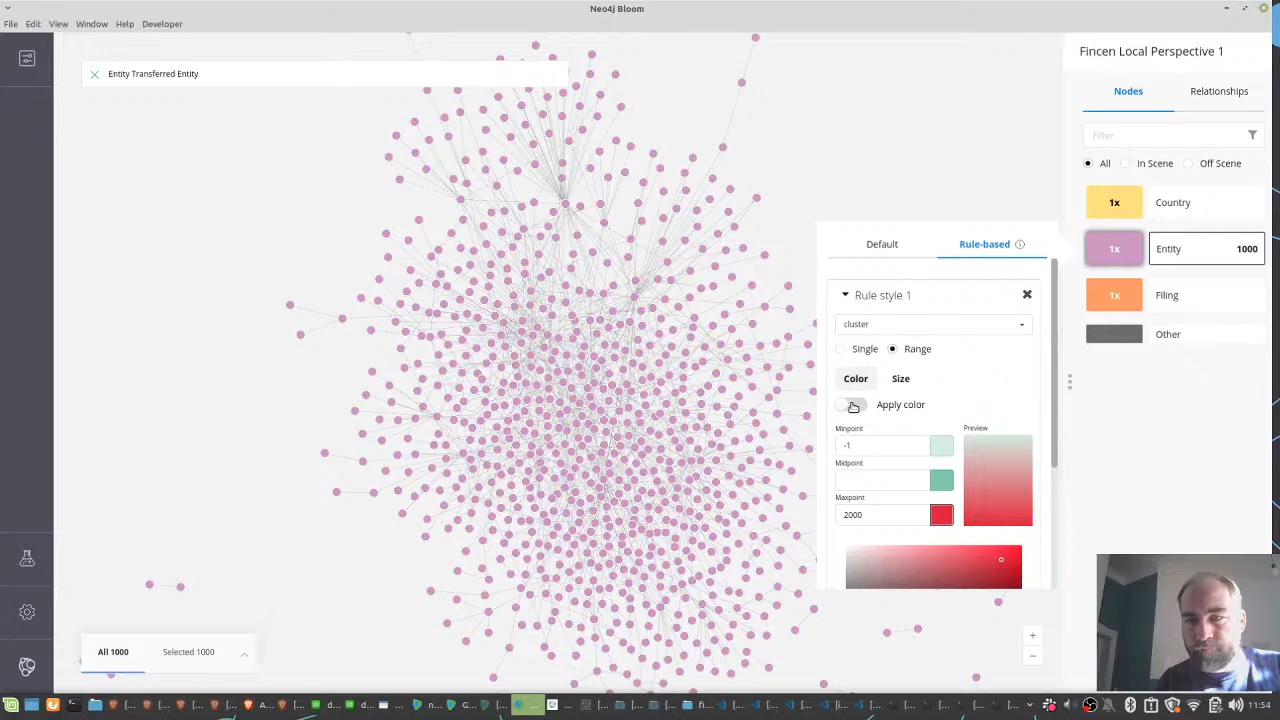 Neo4j Bloom
File Edit View Window Help Developer
Entity Transferred Entity
Fincen Local Perspective 1
Nodes Relationships
Filter
All In Scene Off Scene
1x Country
1x Entity 1000
1x Filing
Other
Default Rule-based
Rule style 1
cluster
Single Range
Color Size
Apply color
Minpoint Preview
-1
Midpoint
Maxpoint
2000
All 1000 Selected 1000
11:54